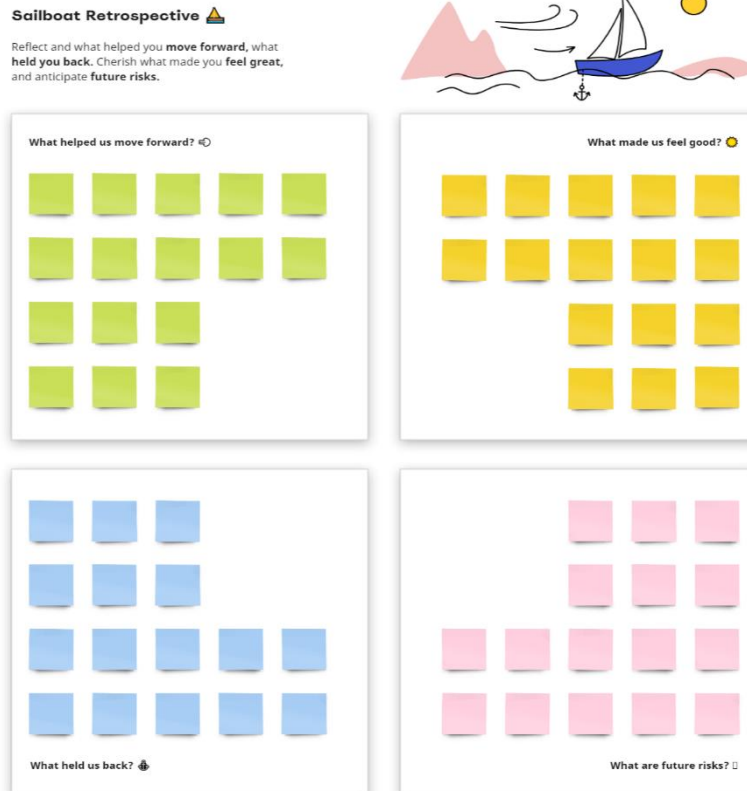 Sailboat Retrospective
Reflect and what helped you move forward, what
held you back. Cherish what made you feel great,
and anticipate future risks.
What helped us move forward?
What made us feel good?
What held us back?
What are future risks?